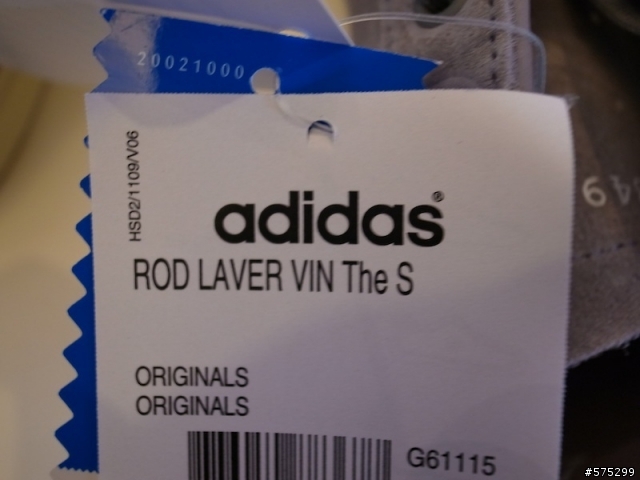 20021000
HSD2/1109/V06
adidas®
ROD LAVER VIN The S
ORIGINALS
ORIGINALS
G61115
#575299